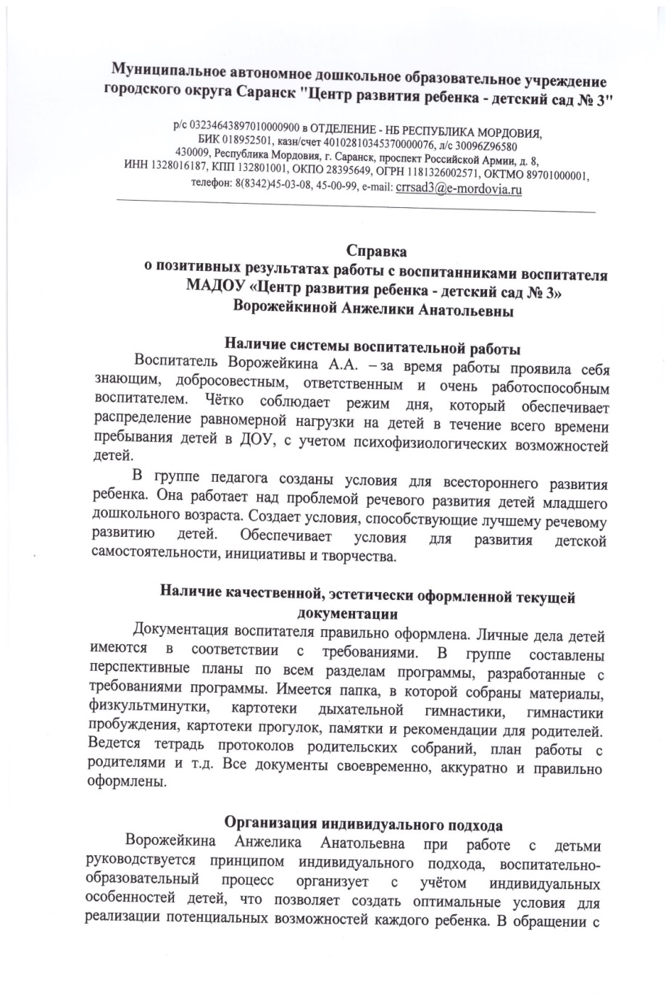 Муниципальное автономное дошкольное образовательное учреждение
городского округа Саранск "Центр развития ребенка - детский сад № 3"
р/с 03234643897010000900 в ОТДЕЛЕНИЕ - НБ РЕСПУБЛИКА МОРДОВИЯ,
БИК 018952501, казн/счет 40102810345370000076, л/с 30096Z96580
430009, Республика Мордовия, г. Саранск, проспект Российской Армии, д. 8,
ИНН 1328016187, КПП 132801001, ОКПО 28395649, ОГРН 1181326002571, ОКТМО 89701000001,
телефон: 8(8342)45-03-08, 45-00-99, e-mail: crrsad3@e-mordovia.ru
Справка
о позитивных результатах работы с воспитанниками воспитателя
МАДОУ «Центр развития ребенка - детский сад № 3»
Ворожейкиной Анжелики Анатольевны
Наличие системы воспитательной работы
Воспитатель Ворожейкина А.А. – за время работы проявила себя
знающим, добросовестным, ответственным и очень работоспособным
воспитателем. Чётко соблюдает режим дня, который обеспечивает
распределение равномерной нагрузки на детей в течение всего времени
пребывания детей в ДОУ, с учетом психофизиологических возможностей
детей.
В группе педагога созданы условия для всестороннего развития
ребенка. Она работает над проблемой речевого развития детей младшего
дошкольного возраста. Создает условия, способствующие лучшему речевому
развитию детей. Обеспечивает условия для развития детской
самостоятельности, инициативы и творчества.
Наличие качественной, эстетически оформленной текущей
документации
Документация воспитателя правильно оформлена. Личные дела детей
имеются в соответствии с требованиями. В группе составлены
перспективные планы по всем разделам программы, разработанные с
требованиями программы. Имеется папка, в которой собраны материалы,
физкультминутки, картотеки дыхательной гимнастики, гимнастики
пробуждения, картотеки прогулок, памятки и рекомендации для родителей.
Ведется тетрадь протоколов родительских собраний, план работы с
родителями и т.д. Все документы своевременно, аккуратно и правильно
оформлены.
Организация индивидуального подхода
Ворожейкина Анжелика Анатольевна при работе с детьми
руководствуется принципом индивидуального подхода, воспитательно-
образовательный процесс организует с учётом индивидуальных
особенностей детей, что позволяет создать оптимальные условия для
реализации потенциальных возможностей каждого ребенка. В обращении с